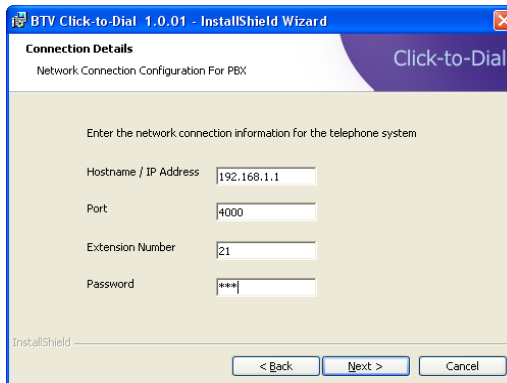 BTV Click-to-Dial 1.0.01 - InstallShield Wizard
Connection Details
Network Connection Configuration For PBX
Click-to-Dial
Enter the network connection information for the telephone system
Hostname / IP Address 192.168.1.1
Port 4000
Extension Number 21
Password ***
InstallShield
< Back Next > Cancel